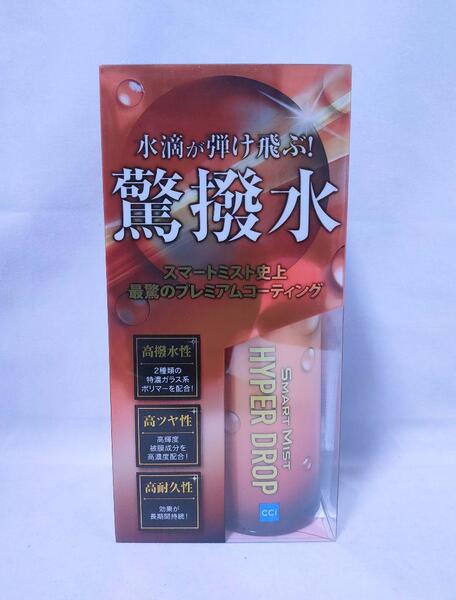 水滴が弾け飛ぶ!
驚撥水
スマートミスト史上
最驚のプレミアムコーティング
高撥水性
2種類の
特濃ガラス系
ポリマーを配合!
高ツヤ性
高輝度
被膜成分を
高濃度配合!
高耐久性
効果が
長期間持続!
SMART MIST
HYPER DROP
CCI